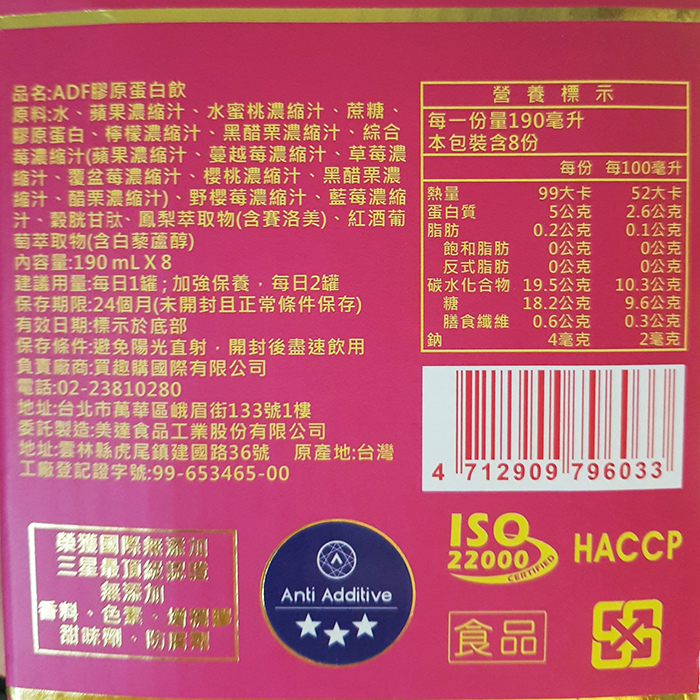 品名:ADF膠原蛋白飲
原料:水、蘋果濃縮汁、水蜜桃濃縮汁、蔗糖、
膠原蛋白、檸檬濃縮汁、黑醋栗濃縮汁、綜合
莓濃縮汁(蘋果濃縮汁、蔓越莓濃縮汁、草莓濃
縮汁、覆盆莓濃縮汁、櫻桃濃縮汁、黑醋栗濃
縮汁、醋栗濃縮汁)、野櫻莓濃縮汁、藍莓濃縮
汁、穀胱甘肽、鳳梨萃取物(含賽洛美)、紅酒葡
萄萃取物(含白藜蘆醇)
內容量:190 mL X 8
建議用量:每日1罐;加強保養,每日2罐
保存期限:24個月(未開封且正常條件保存)
有效日期:標示於底部
保存條件:避免陽光直射,開封後盡速飲用
負責廠商:買趣購國際有限公司
電話:02-23810280
地址:台北市萬華區峨眉街133號1樓
委託製造:美達食品工業股份有限公司
地址:雲林縣虎尾鎮建國路36號 原產地:台灣
工廠登記證字號:99-653465-00
營養標示
每一份量190毫升
本包裝含8份
每份 每100毫升
熱量 99大卡 52大卡
蛋白質 5公克 2.6公克
脂肪 0.2公克 0.1公克
飽和脂肪 0公克 0公克
反式脂肪 0公克 0公克
碳水化合物 19.5公克 10.3公克
糖 18.2公克 9.6公克
膳食纖維 0.6公克 0.3公克
鈉 4毫克 2毫克
4 712909 796033
榮獲國際無添加
三星最頂級認證
無添加
香料、色素、增稠膠
甜味劑、防腐劑
Anti Additive
ISO
22000
CERTIFIED
HACCP
食品